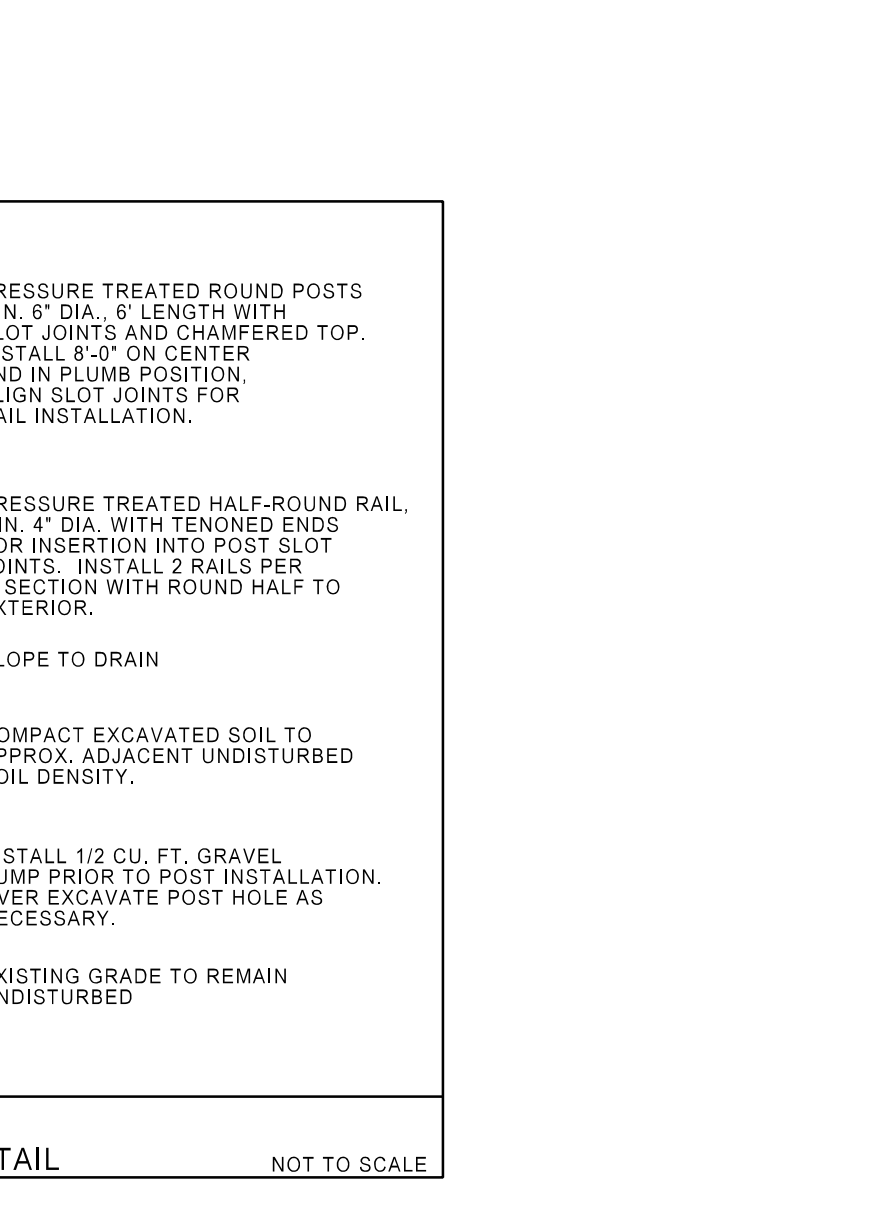 RESSURE TREATED ROUND POSTS
IN. 6" DIA., 6' LENGTH WITH
LOT JOINTS AND CHAMFERED TOP.
STALL 8'-0" ON CENTER
ND IN PLUMB POSITION,
LIGN SLOT JOINTS FOR
AIL INSTALLATION.
RESSURE TREATED HALF-ROUND RAIL,
IN. 4" DIA. WITH TENONED ENDS
OR INSERTION INTO POST SLOT
OINTS. INSTALL 2 RAILS PER
SECTION WITH ROUND HALF TO
XTERIOR.
LOPE TO DRAIN
OMPACT EXCAVATED SOIL TO
PPROX. ADJACENT UNDISTURBED
OIL DENSITY.
STALL 1/2 CU. FT. GRAVEL
UMP PRIOR TO POST INSTALLATION.
VER EXCAVATE POST HOLE AS
ECESSARY.
XISTING GRADE TO REMAIN
NDISTURBED
TAIL
NOT TO SCALE